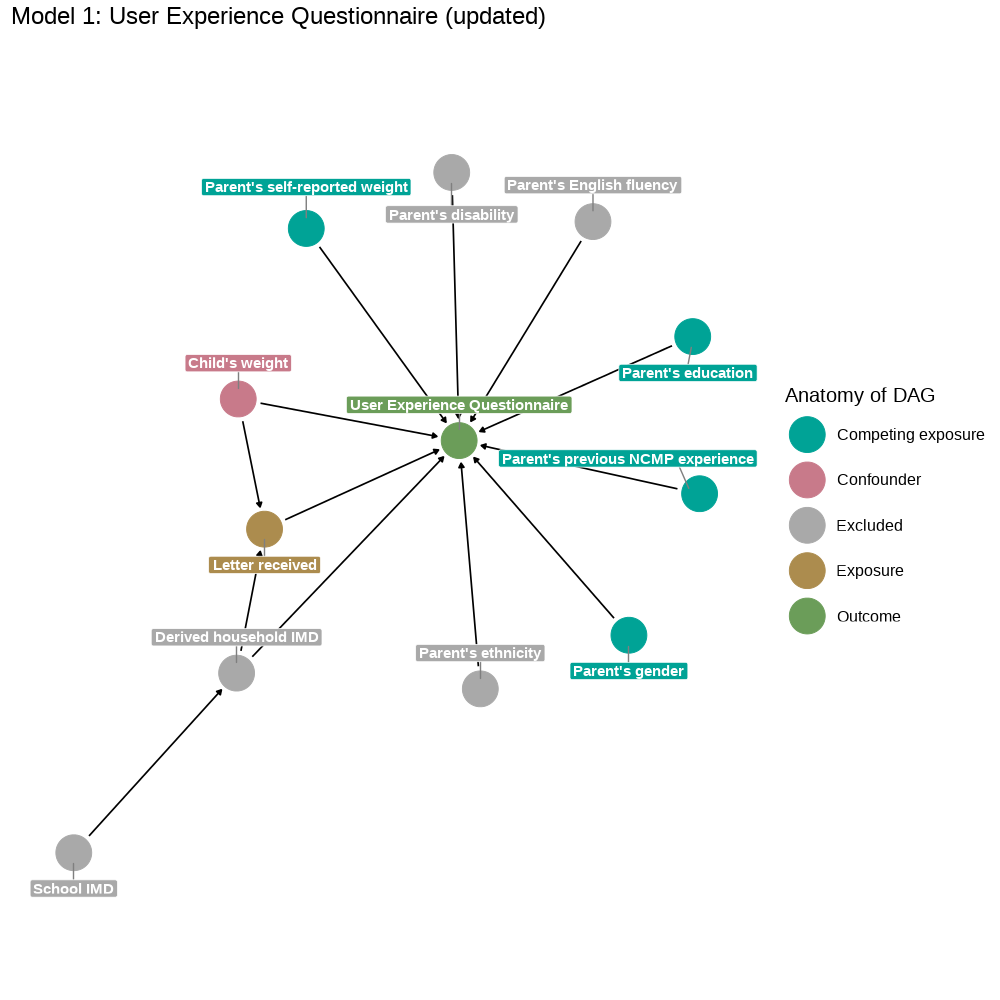 Model 1: User Experience Questionnaire (updated)
Parent's self-reported weight
Parent's disability
Parent's English fluency
Child's weight
Parent's education
User Experience Questionnaire
Parent's previous NCMP experience
Letter received
Derived household IMD
Parent's ethnicity
Parent's gender
School IMD
Anatomy of DAG
Competing exposure
Confounder
Excluded
Exposure
Outcome